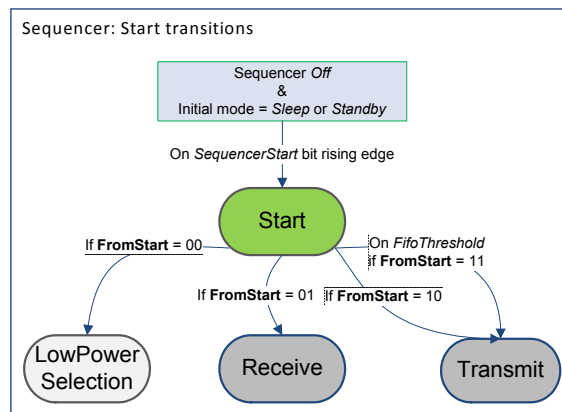 Sequencer: Start transitions
Sequencer Off
&
Initial mode = Sleep or Standby
On SequencerStart bit rising edge
Start
If FromStart = 00
On FifoThreshold
if FromStart = 11
If FromStart = 01
If FromStart = 10
LowPower
Selection
Receive
Transmit